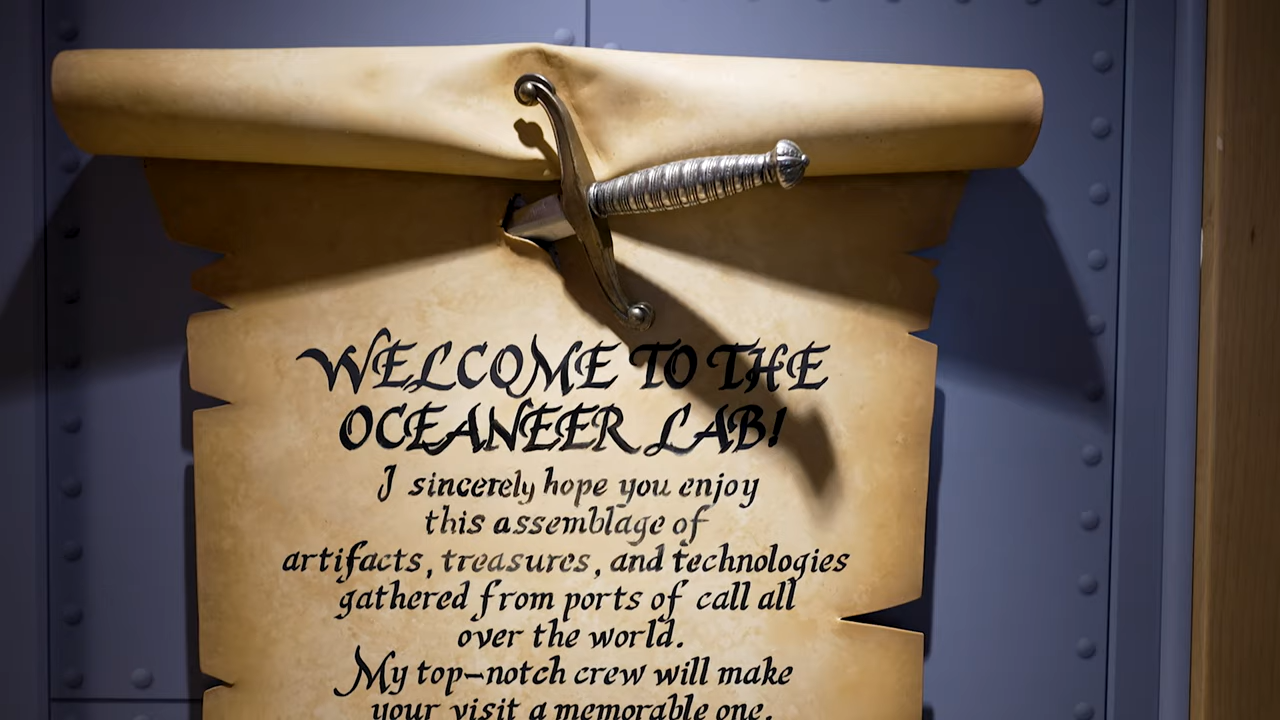 WELCOME TO THE
OCEANEER LAB!
I sincerely hope you enjoy
this assemblage of
artifacts, treasures, and technologies
gathered from ports of call all
over the world.
My top-notch crew will make
your visit a memorable one.